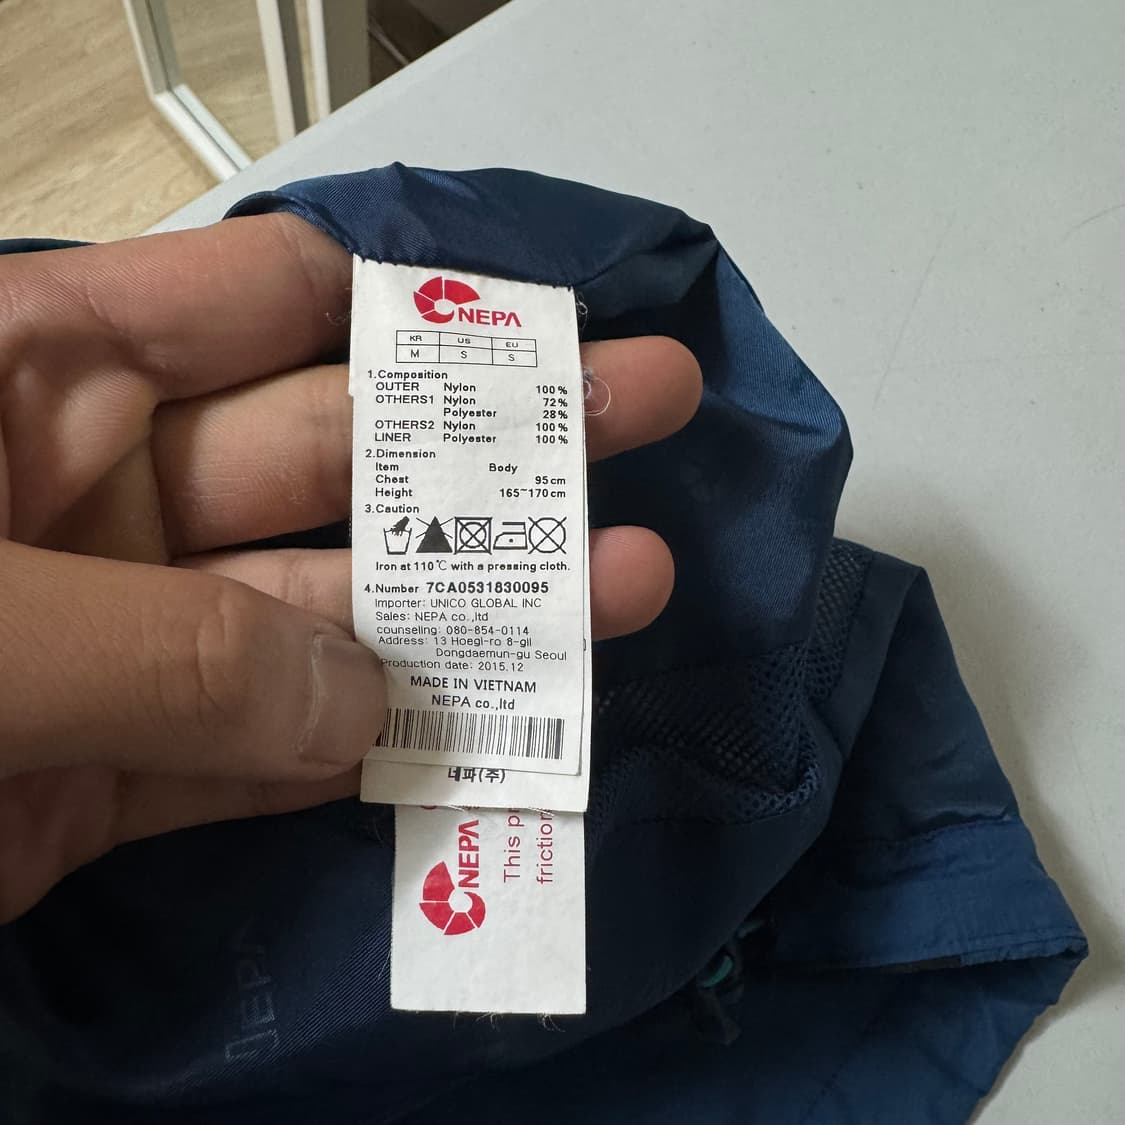 NEPA
KR US EU
M S S
1.Composition
OUTER Nylon 100%
OTHERS1 Nylon 72%
Polyester 28%
OTHERS2 Nylon 100%
LINER Polyester 100%
2.Dimension
Item Body
Chest 95cm
Height 165~170cm
3.Caution
Iron at 110℃ with a pressing cloth.
4.Number 7CA0531830095
Importer: UNICO GLOBAL INC
Sales: NEPA co.,ltd
counseling: 080-854-0114
Address: 13 Hoegi-ro 8-gil
Dongdaemun-gu Seoul
Production date: 2015.12
MADE IN VIETNAM
NEPA co.,ltd
네파(주)
NEPA
This
friction
NEPA